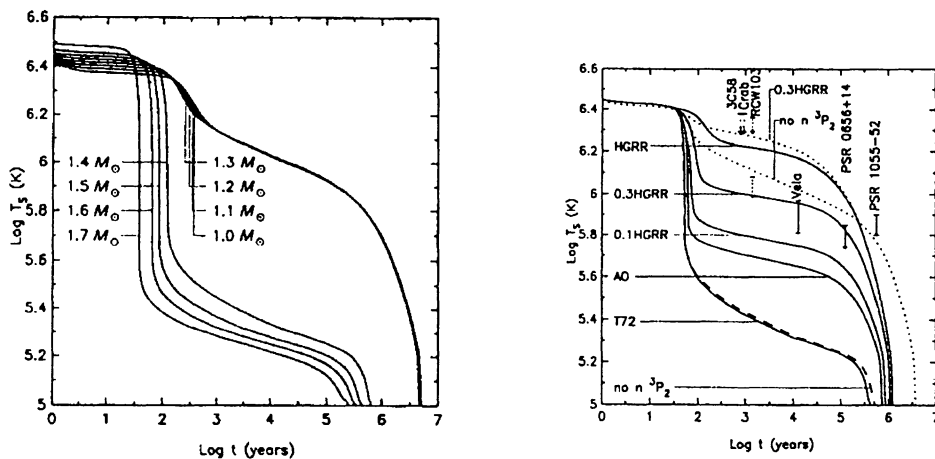 6.6
6.4
6.2
6
5.8
5.6
5.4
5.2
5
Log T_S (K)
1.4 M⊙
1.5 M⊙
1.6 M⊙
1.7 M⊙
1.3 M⊙
1.2 M⊙
1.1 M⊙
1.0 M⊙
0 1 2 3 4 5 6 7
Log t (years)
6.6
6.4
6.2
6.0
5.8
5.6
5.4
5.2
5
Log T_S (K)
3C58
Crab
RCW103
0.3HGRR
no n ³P₂
PSR 0656+14
PSR 1055-52
Vela
HGRR
0.3HGRR
0.1HGRR
A0
T72
no n ³P₂
0 1 2 3 4 5 6 7
Log t (years)